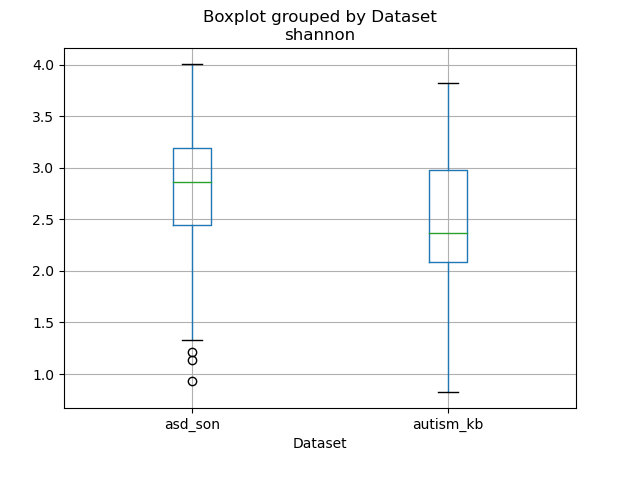 Boxplot grouped by Dataset
shannon
4.0
3.5
3.0
2.5
2.0
1.5
1.0
asd_son autism_kb
Dataset